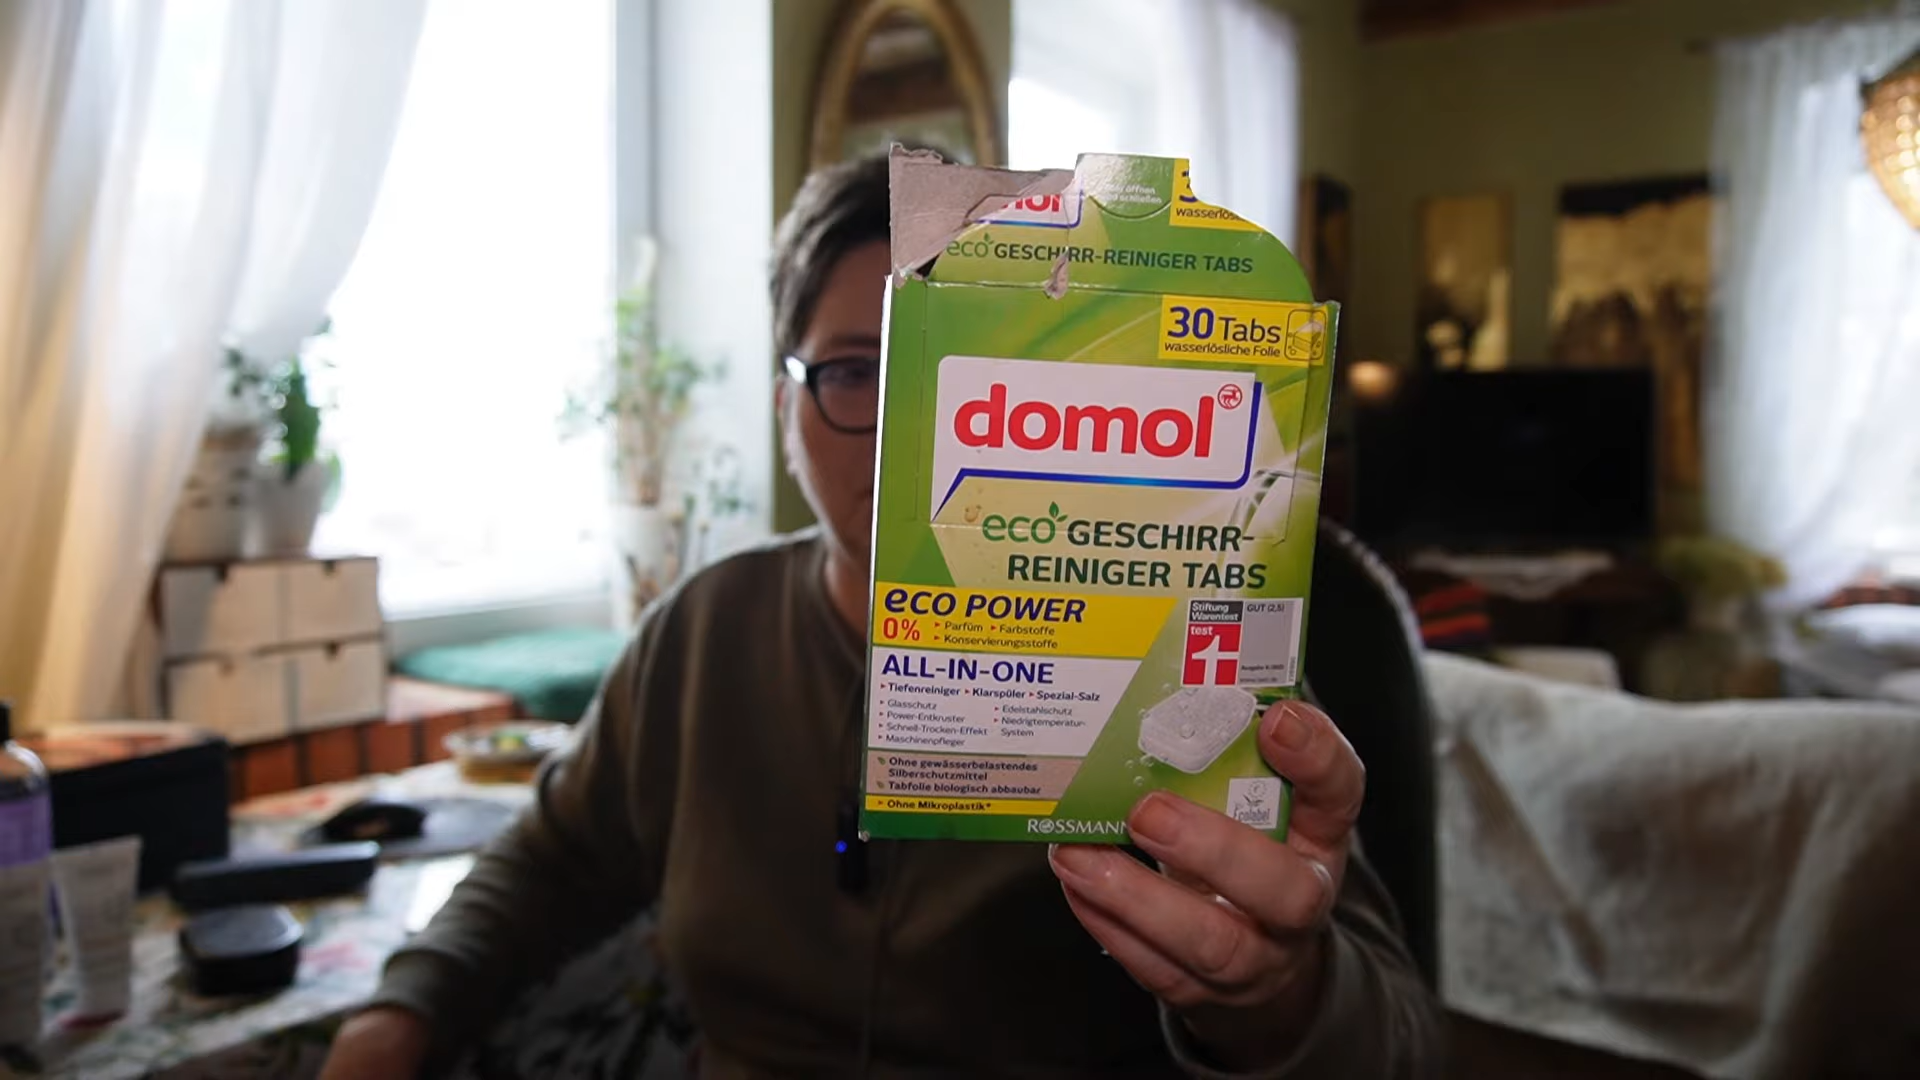 wasserlös
eco GESCHIRR-REINIGER TABS
30 Tabs
wasserlösliche Folie
domol
eco GESCHIRR-
REINIGER TABS
eco POWER
0%
Parfüm Farbstoffe
Konservierungsstoffe
Stiftung
Warentest
GUT (2,5)
test
ALL-IN-ONE
Tiefenreiniger Klarspüler Spezial-Salz
Glasschutz
Power-Entkruster
Schnell-Trocken-Effekt
Maschinenpfleger
Edelstahlschutz
Niedrigtemperatur-
System
Ohne gewässerbelastendes
Silberschutzmittel
Tabfolie biologisch abbaubar
Ohne Mikroplastik*
ROSSMANN
Ecolabel